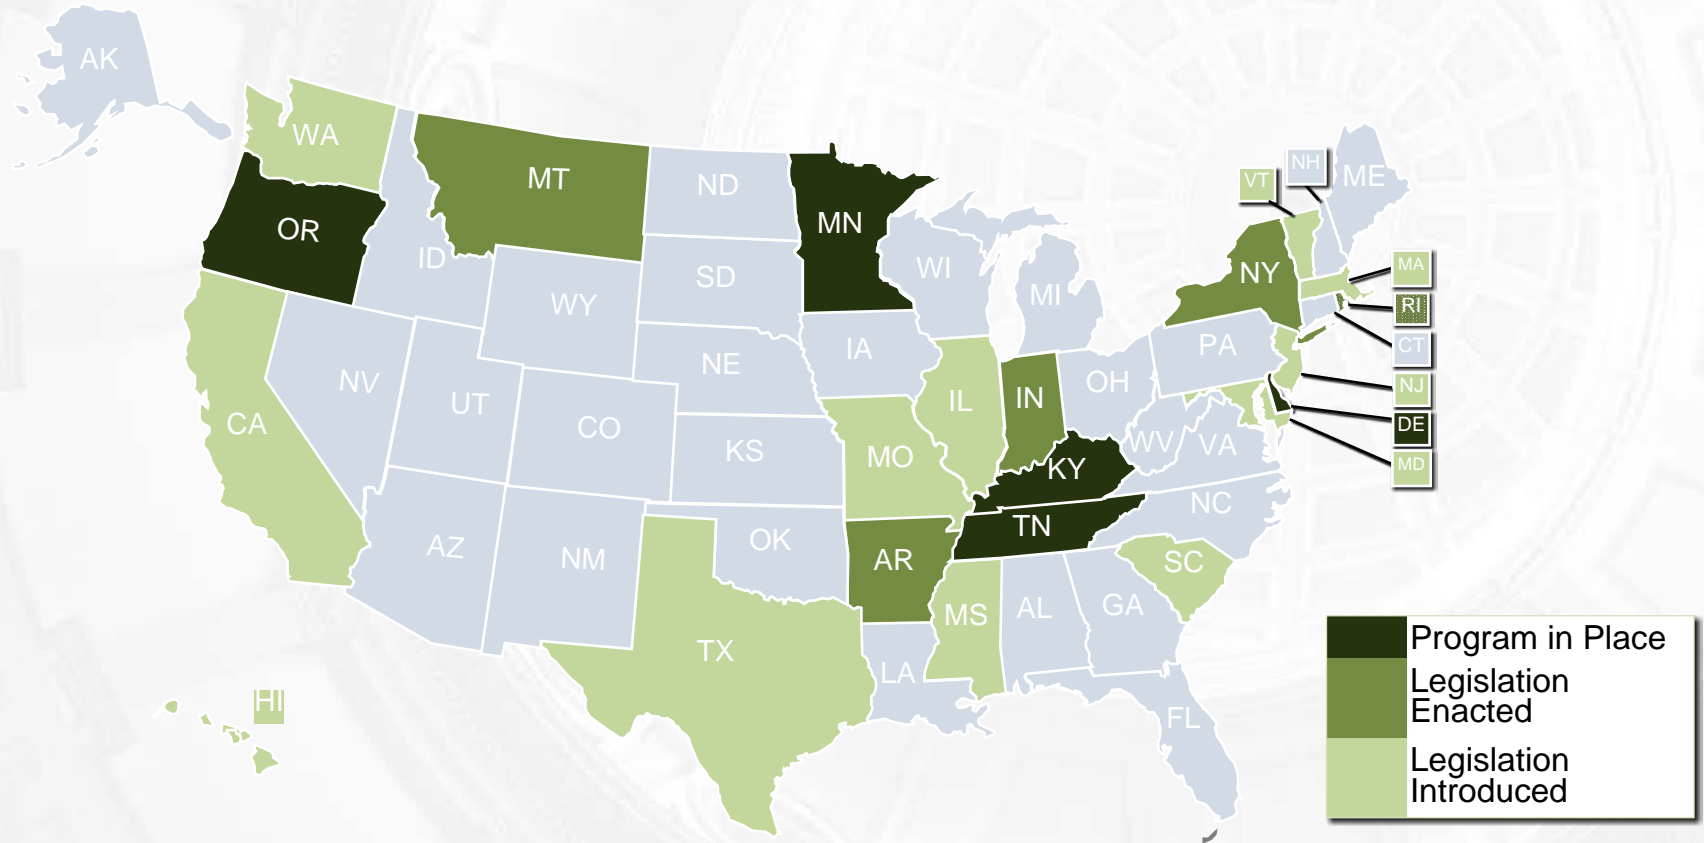 AK
WA
MT
ND
MN
NH
VT
ME
OR
ID
SD
WI
MI
NY
MA
RI
WY
CT
NE
IA
PA
NV
UT
IL
IN
OH
NJ
CA
CO
KS
MO
KY
WV
VA
DE
MD
AZ
NM
OK
AR
TN
NC
SC
TX
MS
AL
GA
LA
FL
HI
Program in Place
Legislation
Enacted
Legislation
Introduced